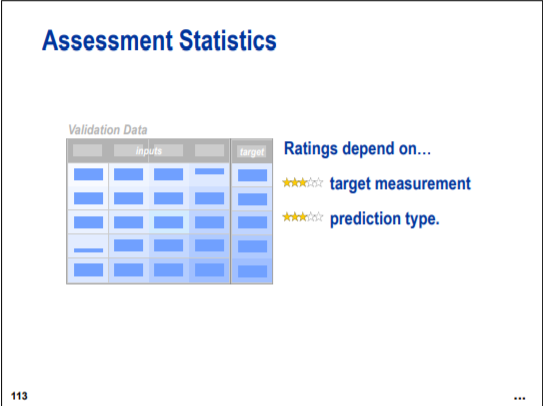 Assessment Statistics
Validation Data
inputs
target
Ratings depend on…
target measurement
prediction type.
113
...